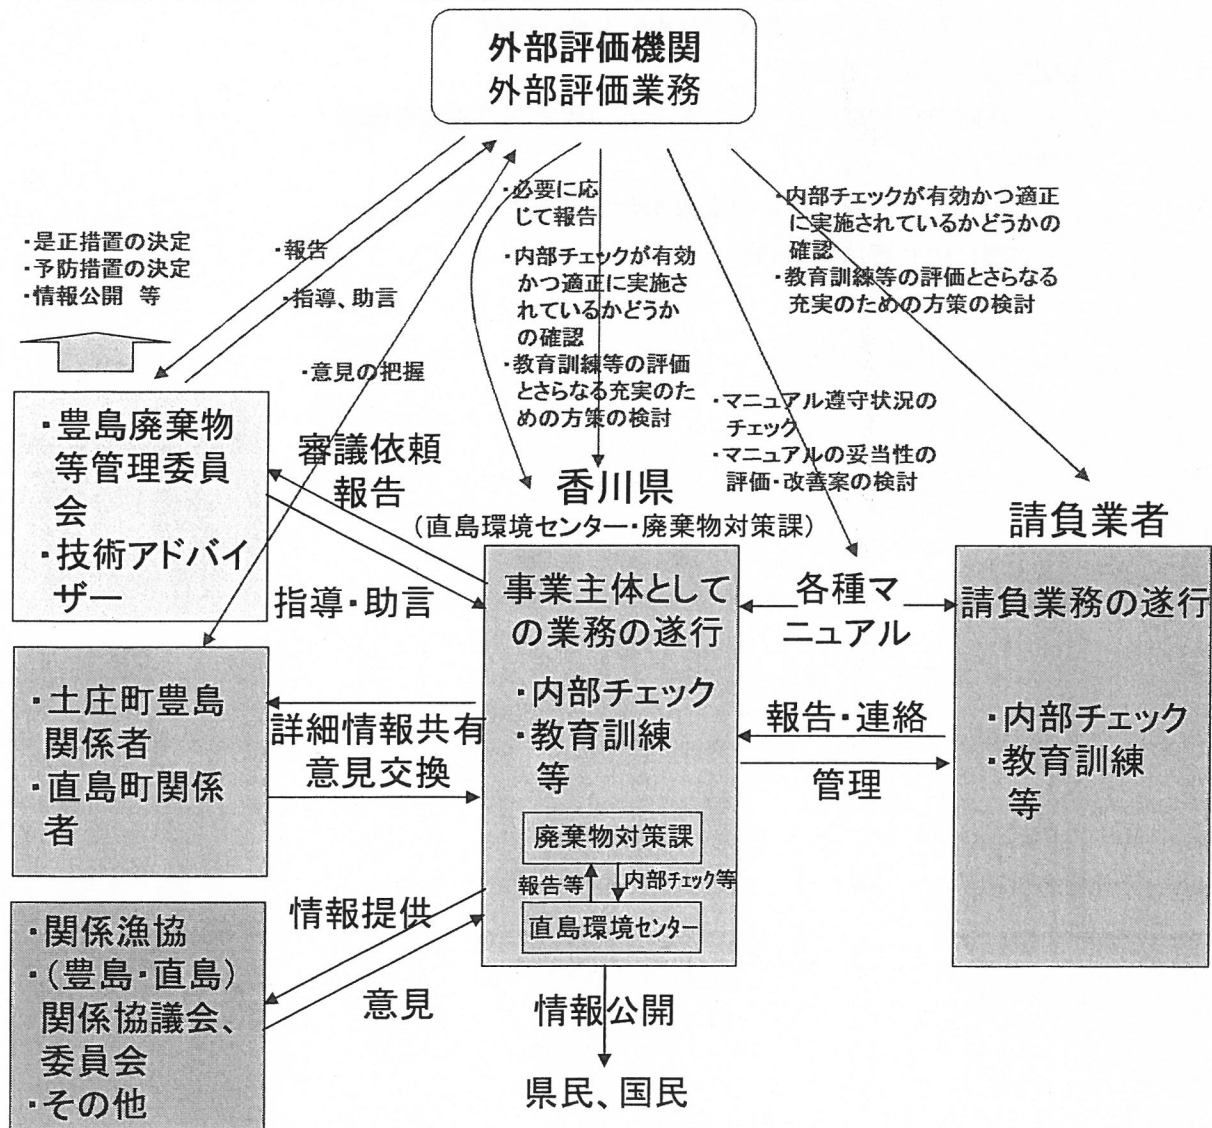 外部評価機関
外部評価業務
・是正措置の決定
・予防措置の決定
・情報公開 等
・報告
・指導、助言
・意見の把握
・必要に応
じて報告
・内部チェックが有効
かつ適正に実施さ
れているかどうか
の確認
・教育訓練等の評価
とさらなる充実のた
めの方策の検討
・マニュアル遵守状況の
チェック
・マニュアルの妥当性の
評価・改善案の検討
・内部チェックが有効かつ適正
に実施されているかどうかの
確認
・教育訓練等の評価とさらなる
充実のための方策の検討
・豊島廃棄物
等管理委員
会
・技術アドバイ
ザー
審議依頼
報告
指導・助言
香川県
(直島環境センター・廃棄物対策課)
事業主体として
の業務の遂行
・内部チェック
・教育訓練
等
廃棄物対策課
報告等
内部チェック等
直島環境センター
各種マ
ニュアル
報告・連絡
管理
請負業者
請負業務の遂行
・内部チェック
・教育訓練
等
・土庄町豊島
関係者
・直島町関係
者
詳細情報共有
意見交換
・関係漁協
・(豊島・直島)
関係協議会、
委員会
・その他
情報提供
意見
情報公開
県民、国民